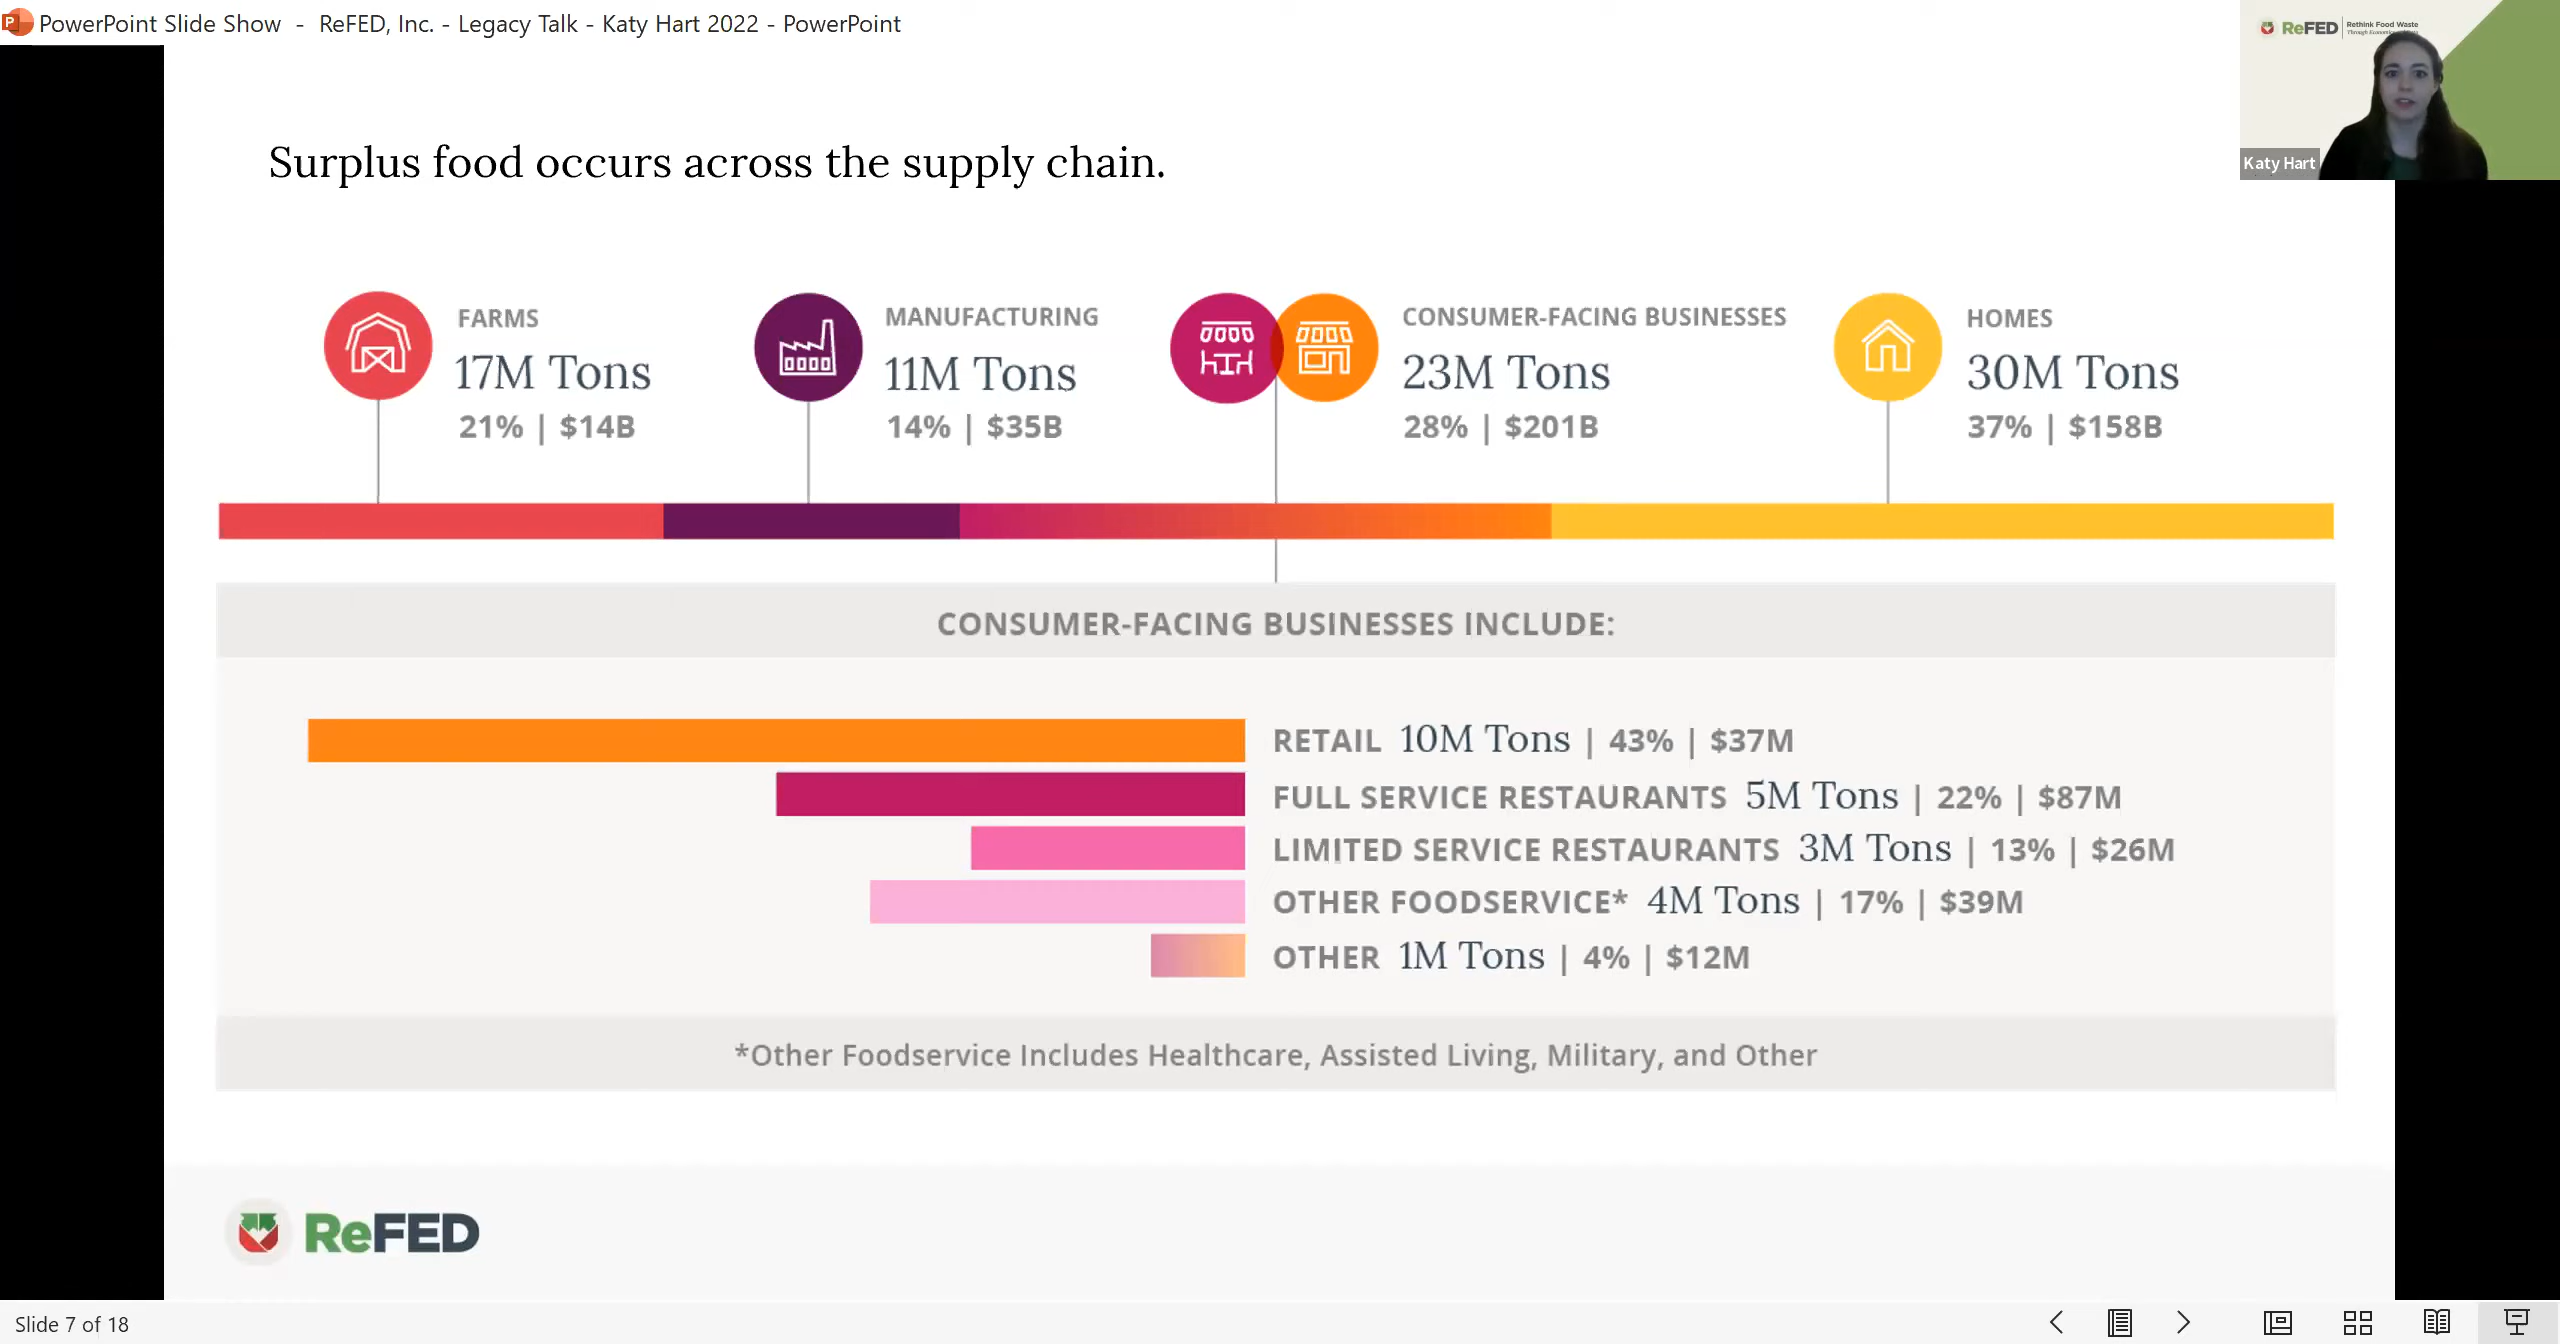 PowerPoint Slide Show - ReFED, Inc. - Legacy Talk - Katy Hart 2022 - PowerPoint
ReFED
Rethink Food Waste
Katy Hart
Surplus food occurs across the supply chain.
FARMS
17M Tons
21% | $14B
MANUFACTURING
11M Tons
14% | $35B
CONSUMER-FACING BUSINESSES
23M Tons
28% | $201B
HOMES
30M Tons
37% | $158B
CONSUMER-FACING BUSINESSES INCLUDE:
RETAIL 10M Tons | 43% | $37M
FULL SERVICE RESTAURANTS 5M Tons | 22% | $87M
LIMITED SERVICE RESTAURANTS 3M Tons | 13% | $26M
OTHER FOODSERVICE* 4M Tons | 17% | $39M
OTHER 1M Tons | 4% | $12M
*Other Foodservice Includes Healthcare, Assisted Living, Military, and Other
ReFED
Slide 7 of 18